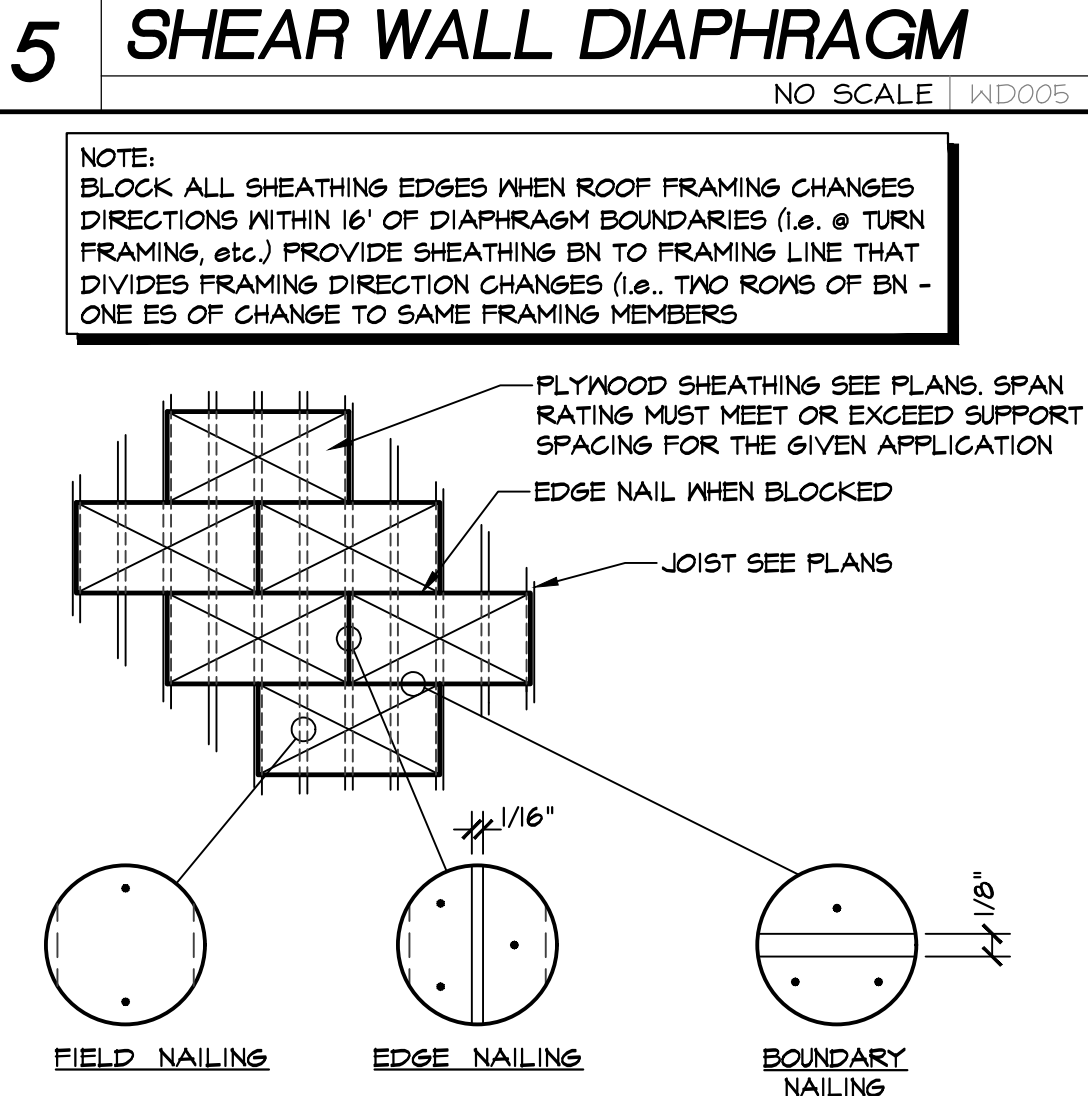 5
SHEAR WALL DIAPHRAGM
NO SCALE
WD005
NOTE:
BLOCK ALL SHEATHING EDGES WHEN ROOF FRAMING CHANGES
DIRECTIONS WITHIN 16' OF DIAPHRAGM BOUNDARIES (i.e. @ TURN
FRAMING, etc.) PROVIDE SHEATHING BN TO FRAMING LINE THAT
DIVIDES FRAMING DIRECTION CHANGES (i.e.. TWO ROWS OF BN -
ONE ES OF CHANGE TO SAME FRAMING MEMBERS
PLYWOOD SHEATHING SEE PLANS. SPAN
RATING MUST MEET OR EXCEED SUPPORT
SPACING FOR THE GIVEN APPLICATION
EDGE NAIL WHEN BLOCKED
JOIST SEE PLANS
1/16"
1/8"
FIELD NAILING
EDGE NAILING
BOUNDARY
NAILING